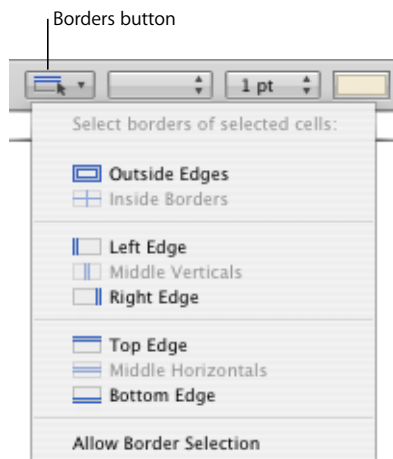 Borders button
1 pt
Select borders of selected cells:
Outside Edges
Inside Borders
Left Edge
Middle Verticals
Right Edge
Top Edge
Middle Horizontals
Bottom Edge
Allow Border Selection